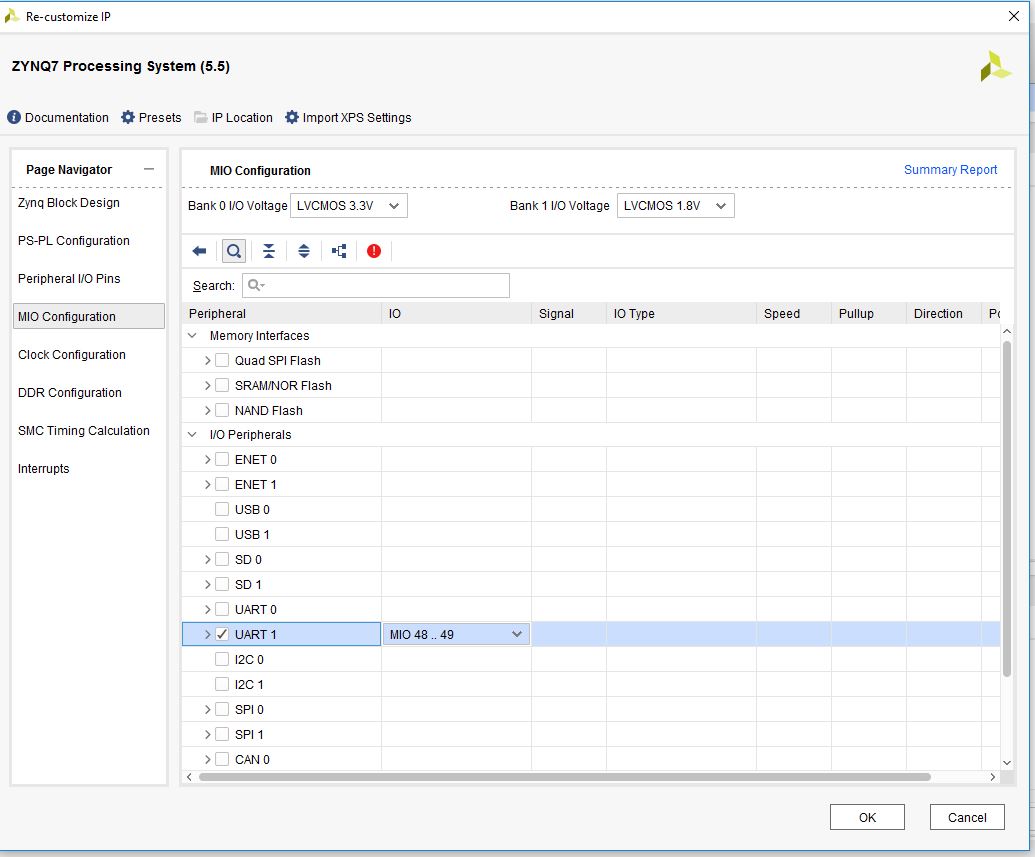 Re-customize IP
ZYNQ7 Processing System (5.5)
Documentation Presets IP Location Import XPS Settings
Page Navigator
Zynq Block Design
PS-PL Configuration
Peripheral I/O Pins
MIO Configuration
Clock Configuration
DDR Configuration
SMC Timing Calculation
Interrupts
MIO Configuration Summary Report
Bank 0 I/O Voltage LVCMOS 3.3V Bank 1 I/O Voltage LVCMOS 1.8V
Search:
Peripheral IO Signal IO Type Speed Pullup Direction Po
Memory Interfaces
Quad SPI Flash
SRAM/NOR Flash
NAND Flash
I/O Peripherals
ENET 0
ENET 1
USB 0
USB 1
SD 0
SD 1
UART 0
UART 1 MIO 48 .. 49
I2C 0
I2C 1
SPI 0
SPI 1
CAN 0
OK Cancel